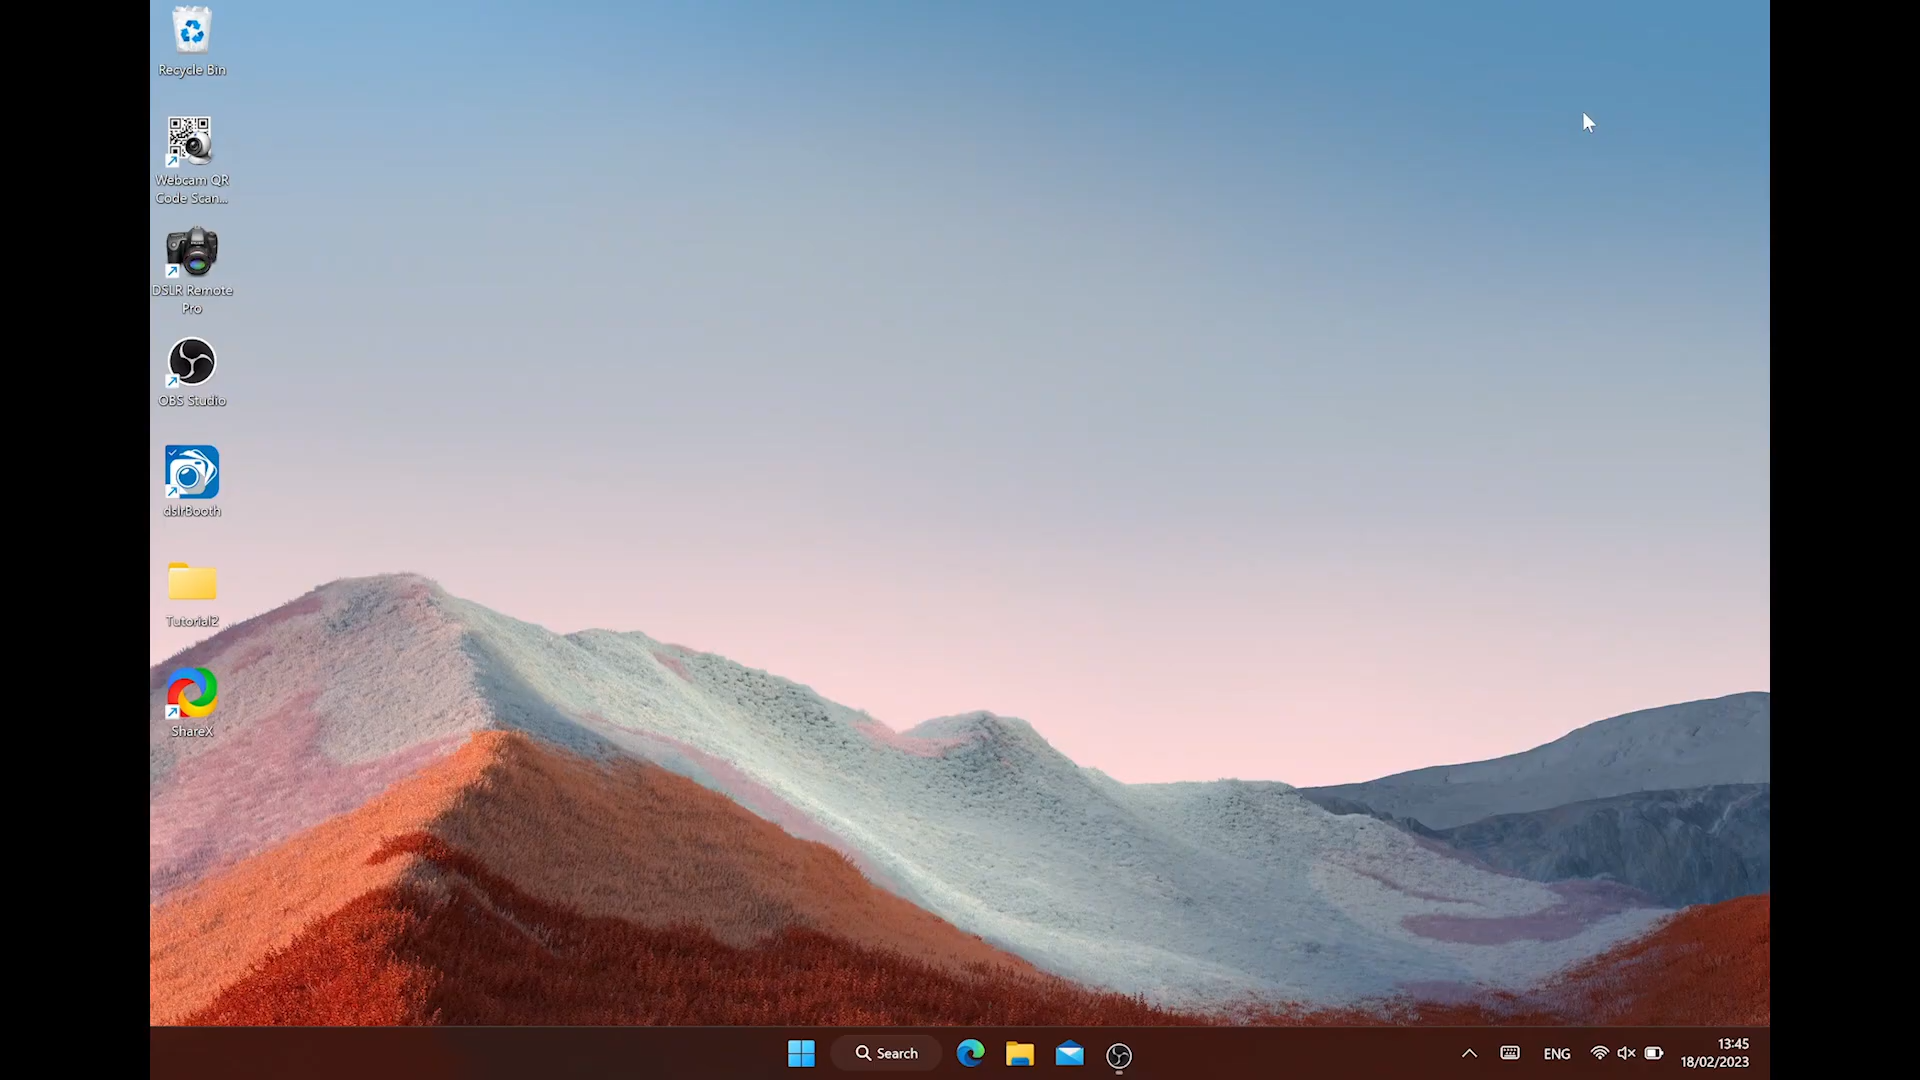 Recycle Bin
Webcam QR
Code Scan...
DSLR Remote
Pro
OBS Studio
dslrBooth
Tutorial2
ShareX
Search
ENG
13:45
18/02/2023